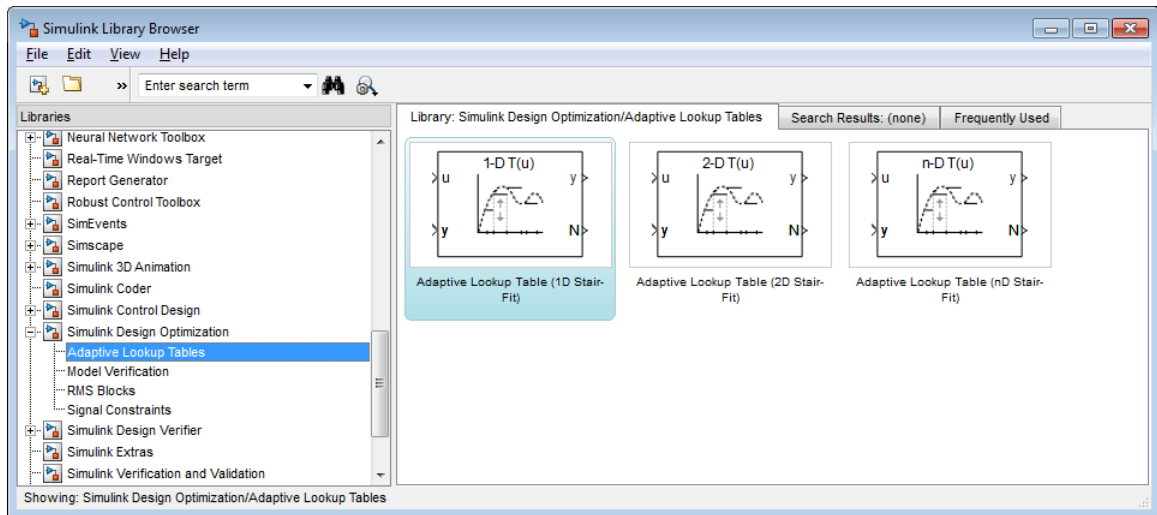 Simulink Library Browser
File Edit View Help
» Enter search term
Libraries
Neural Network Toolbox
Real-Time Windows Target
Report Generator
Robust Control Toolbox
SimEvents
Simscape
Simulink 3D Animation
Simulink Coder
Simulink Control Design
Simulink Design Optimization
Adaptive Lookup Tables
Model Verification
RMS Blocks
Signal Constraints
Simulink Design Verifier
Simulink Extras
Simulink Verification and Validation
Library: Simulink Design Optimization/Adaptive Lookup Tables Search Results: (none) Frequently Used
1-D T(u)
u y
y N
Adaptive Lookup Table (1D Stair-
Fit)
2-D T(u)
u y
y N
Adaptive Lookup Table (2D Stair-
Fit)
n-D T(u)
u y
y N
Adaptive Lookup Table (nD Stair-
Fit)
Showing: Simulink Design Optimization/Adaptive Lookup Tables